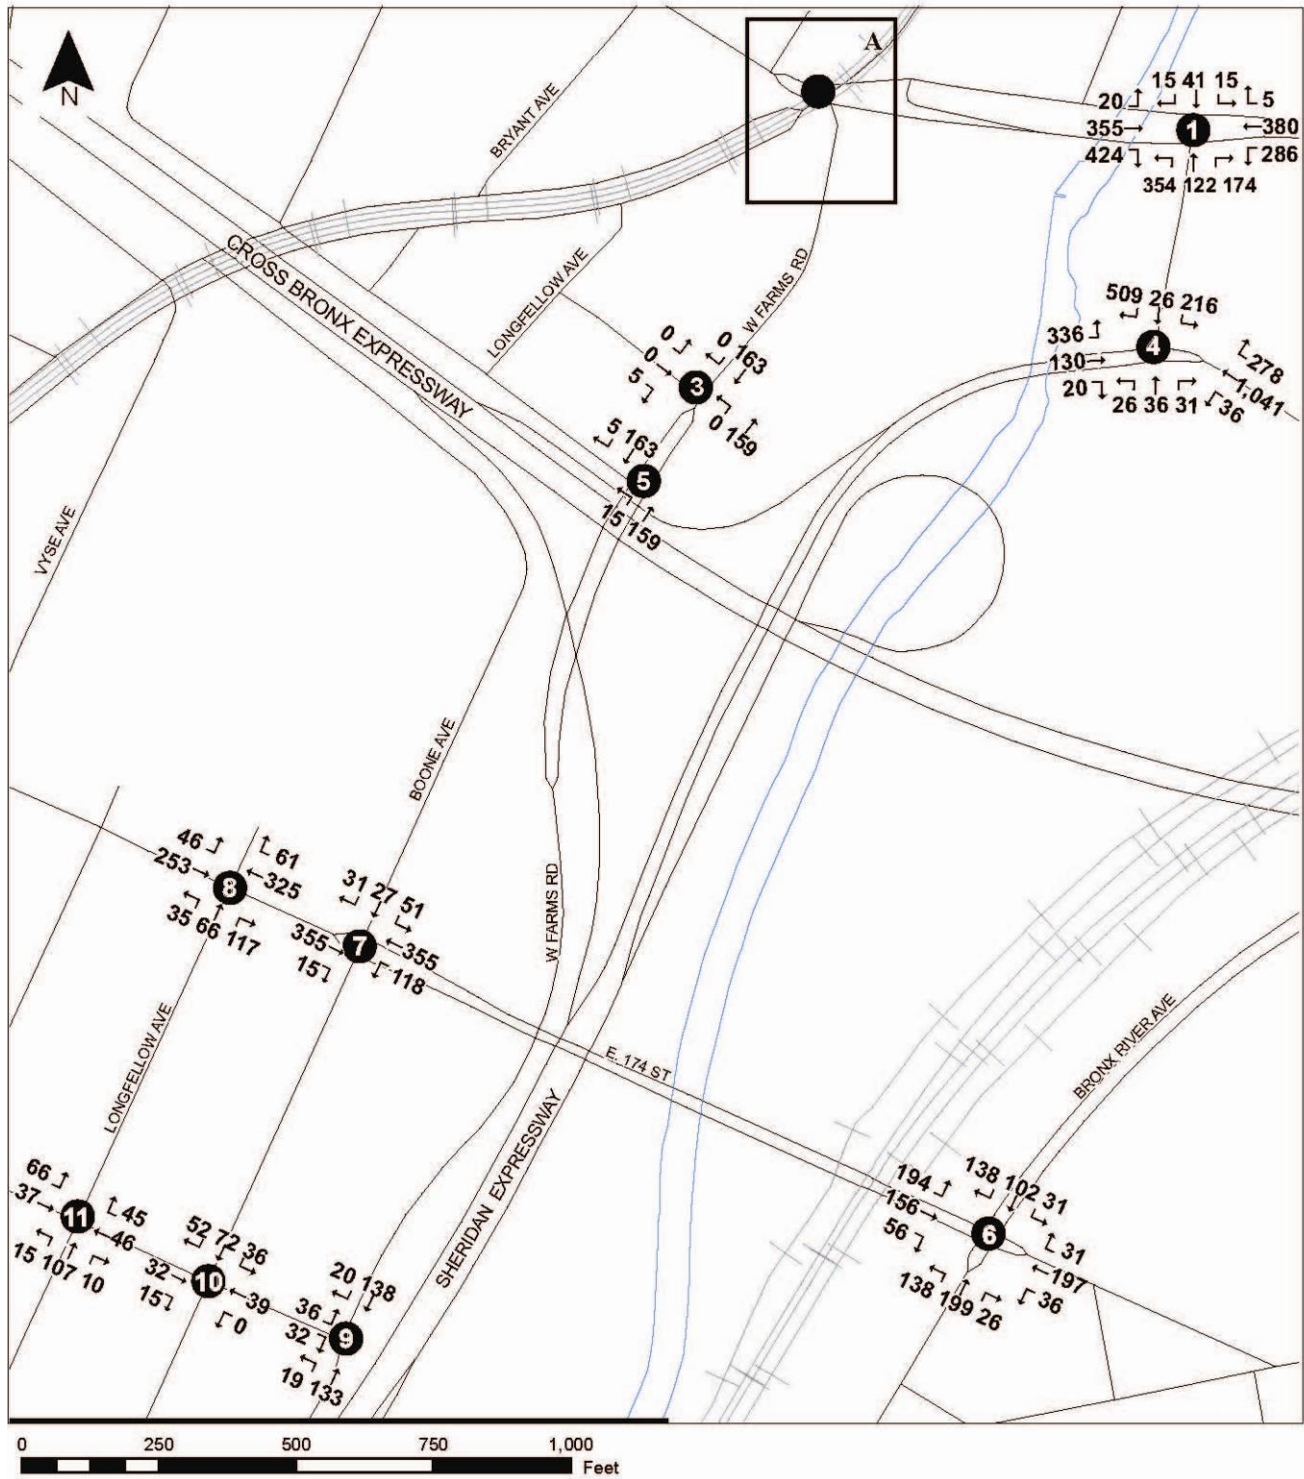 N
A
BRYANT AVE
15 41 15
20 5
355 1 380
424 286
354 122 174
CROSS BRONX EXPRESSWAY
LONGFELLOW AVE
W FARMS RD
509 26 216
336 278
130 4 1,041
20 36
26 36 31
0 0 163
0 3
5 0 159
5 163
5
15 159
VYSE AVE
BOONE AVE
W FARMS RD
46 61
253 8 325
35 66 117
31 27 51
355 7 355
15 118
E. 174 ST
BRONX RIVER AVE
LONGFELLOW AVE
SHERIDAN EXPRESSWAY
138 102 31
194 31
156 6 197
56 36
138 199 26
66 45
37 11 46
15 107 10
52 72 36
32 10 39
15 0
20 138
36
32 9
19 133
0 250 500 750 1,000
Feet